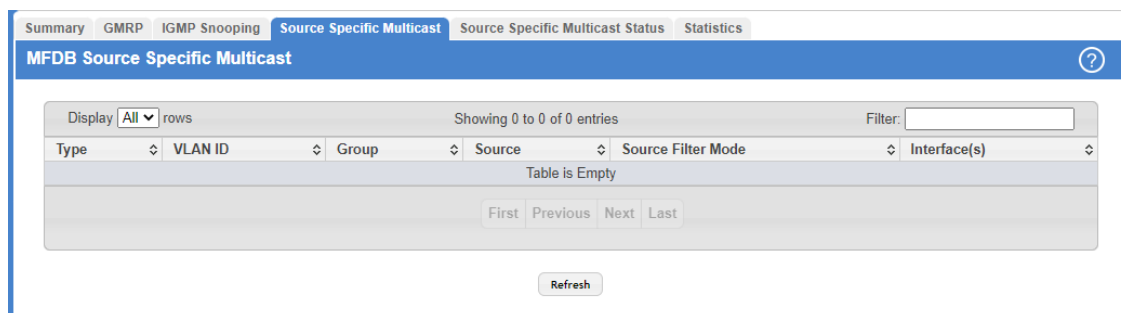 Summary GMRP IGMP Snooping Source Specific Multicast Source Specific Multicast Status Statistics
MFDB Source Specific Multicast ?
Display All rows Showing 0 to 0 of 0 entries Filter:
Type VLAN ID Group Source Source Filter Mode Interface(s)
Table is Empty
First Previous Next Last
Refresh